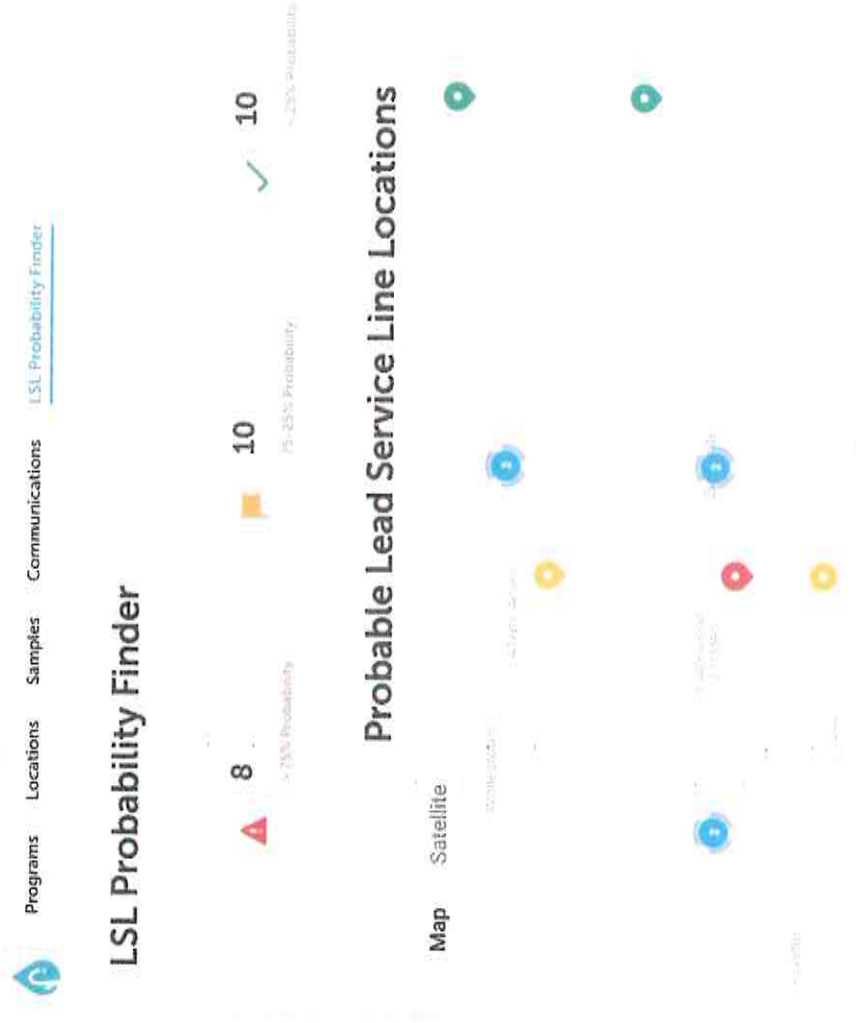 Programs Locations Samples Communications LSL Probability Finder
LSL Probability Finder
8 10 10
> 75% Probability 75-25% Probability < 25% Probability
Probable Lead Service Line Locations
Map Satellite